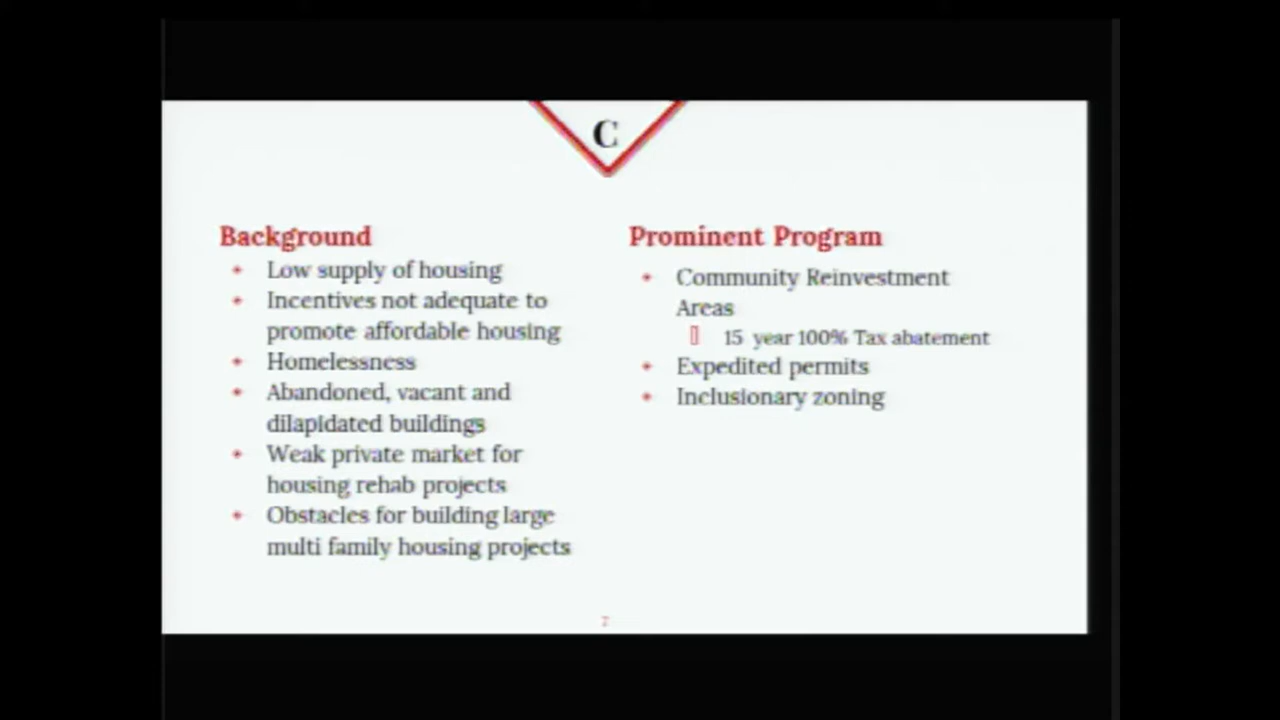 C
Background
Low supply of housing
Incentives not adequate to
promote affordable housing
Homelessness
Abandoned, vacant and
dilapidated buildings
Weak private market for
housing rehab projects
Obstacles for building large
multi family housing projects
Prominent Program
Community Reinvestment
Areas
15 year 100% Tax abatement
Expedited permits
Inclusionary zoning
7